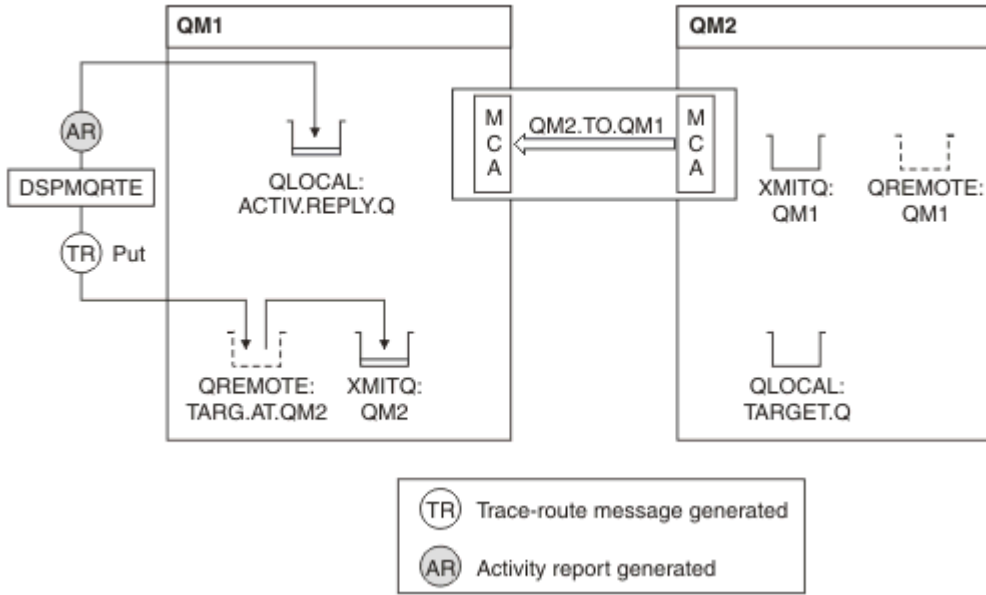 QM1
QM2
AR
DSPMQRTE
TR Put
QLOCAL:
ACTIV.REPLY.Q
M
C
A
QM2.TO.QM1
M
C
A
XMITQ:
QM1
QREMOTE:
QM1
QREMOTE:
TARG.AT.QM2
XMITQ:
QM2
QLOCAL:
TARGET.Q
TR Trace-route message generated
AR Activity report generated